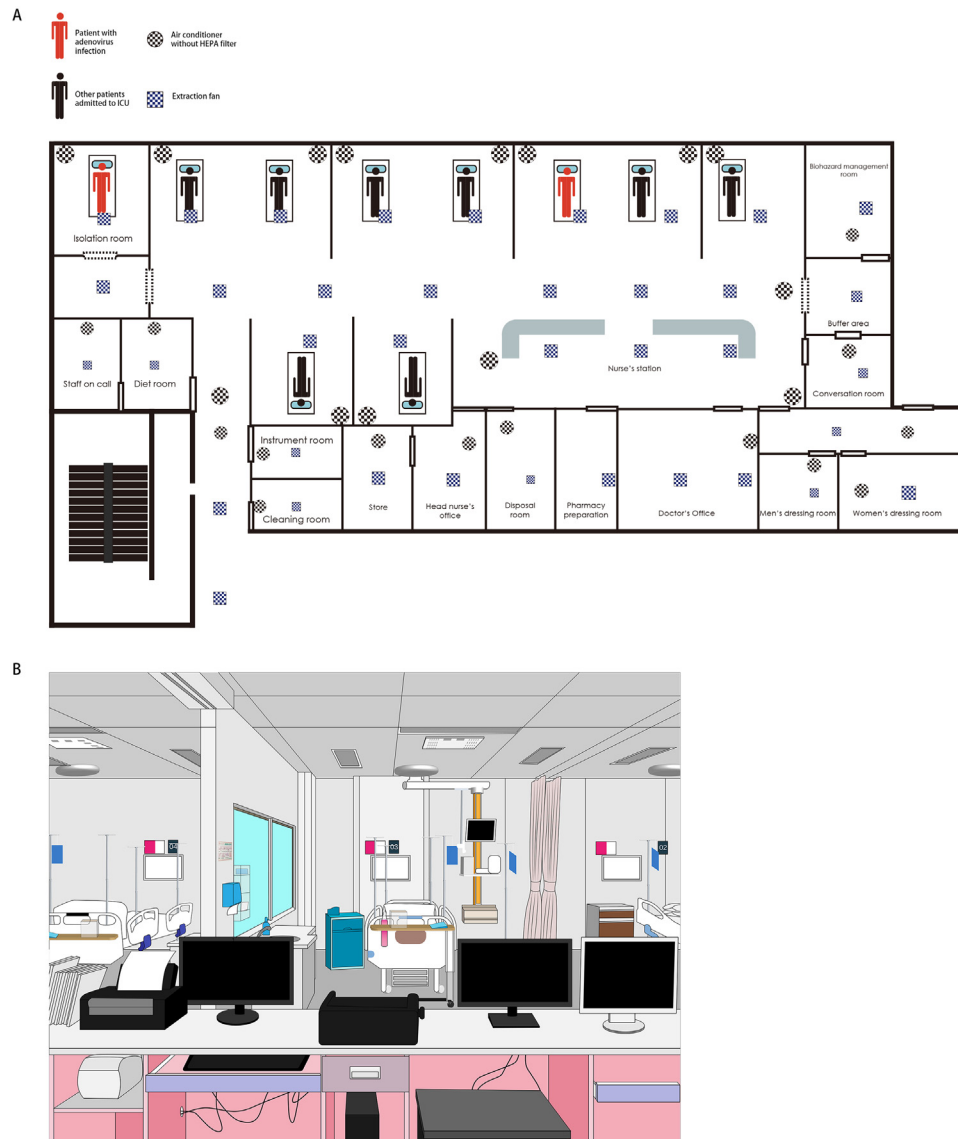 A
Patient with
adenovirus
infection
Air conditioner
without HEPA filter
Other patients
admitted to ICU
Extraction fan
Biohazard management
room
Isolation room
Buffer area
Staff on call
Diet room
Nurse's station
Conversation room
Instrument room
Cleaning room
Store
Head nurse's
office
Disposal
room
Pharmacy
preparation
Doctor's Office
Men's dressing room
Women's dressing room
B
04
03
02